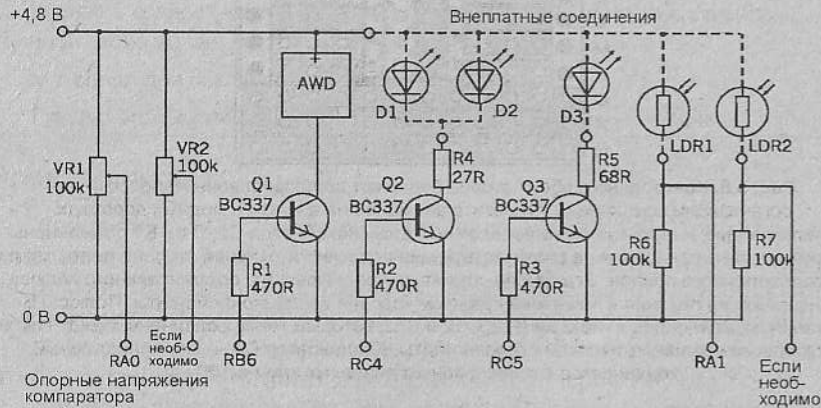 +4,8 В
Внеплатные соединения
AWD
+
D1
D2
D3
LDR1
LDR2
VR1
100k
VR2
100k
R4
27R
R5
68R
Q1
BC337
Q2
BC337
Q3
BC337
R6
100k
R7
100k
R1
470R
R2
470R
R3
470R
0 В
RA0
Если
необ-
ходимо
RB6
RC4
RC5
RA1
Если
необ-
ходимо
Опорные напряжения
компаратора